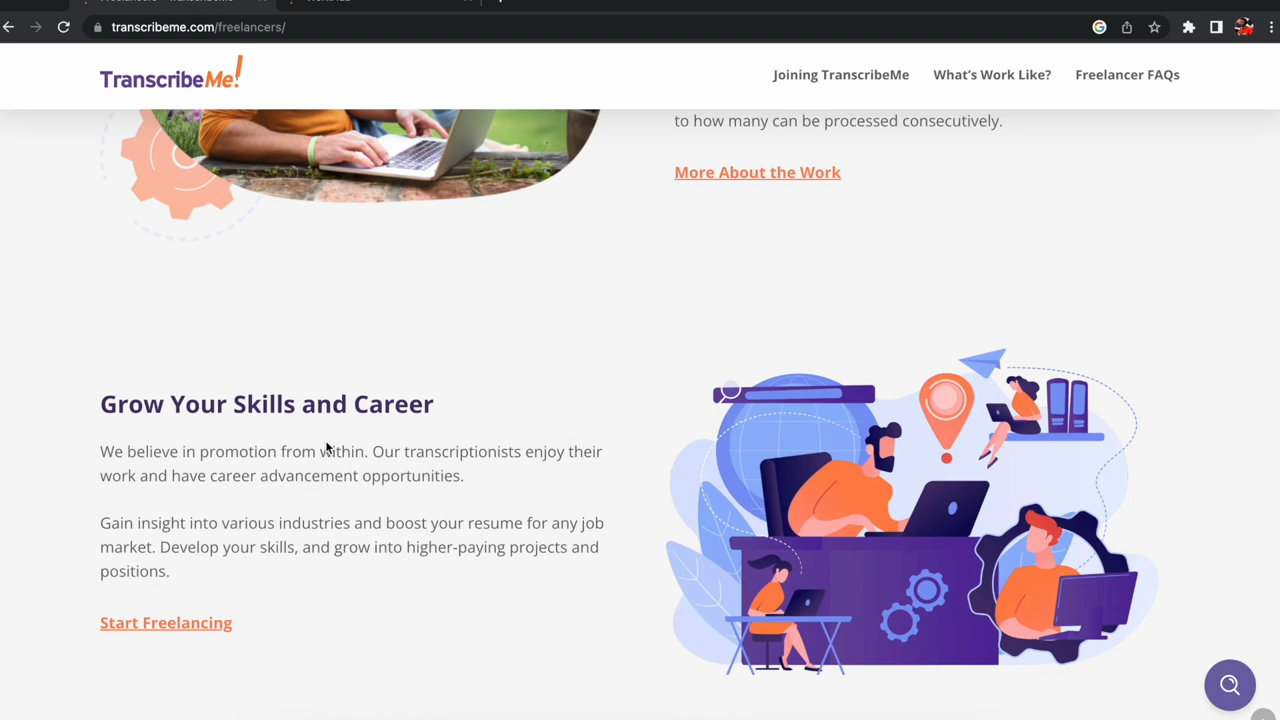 transcribeme.com/freelancers/
TranscribeMe!
Joining TranscribeMe
What's Work Like?
Freelancer FAQs
to how many can be processed consecutively.
More About the Work
Grow Your Skills and Career
We believe in promotion from within. Our transcriptionists enjoy their
work and have career advancement opportunities.
Gain insight into various industries and boost your resume for any job
market. Develop your skills, and grow into higher-paying projects and
positions.
Start Freelancing